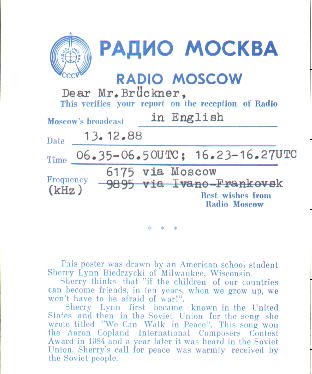 СССР
РАДИО МОСКВА
RADIO MOSCOW
Dear Mr.Brückner,
This verifies your report on the reception of Radio
Moscow's broadcast in English
Date 13.12.88
Time 06.35-06.50UTC; 16.23-16.27UTC
Frequency 6175 via Moscow
(kHz) 9895 via Ivano-Frankovsk
Best wishes from
Radio Moscow
* * *
This poster was drawn by an American school student
Sherry Lynn Biedrzycki of Milwaukee, Wisconsin.
Sherry thinks that "if the children of our countries
can become friends, in ten years, when we grow up, we
won't have to be afraid of war!".
Sherry Lynn first became known in the United
States and then in the Soviet Union for the song she
wrote titled "We Can Walk in Peace". This song won
the Aaron Copland International Composers Contest
Award in 1984 and a year later it was heard in the Soviet
Union. Sherry's call for peace was warmly received by
the Soviet people.